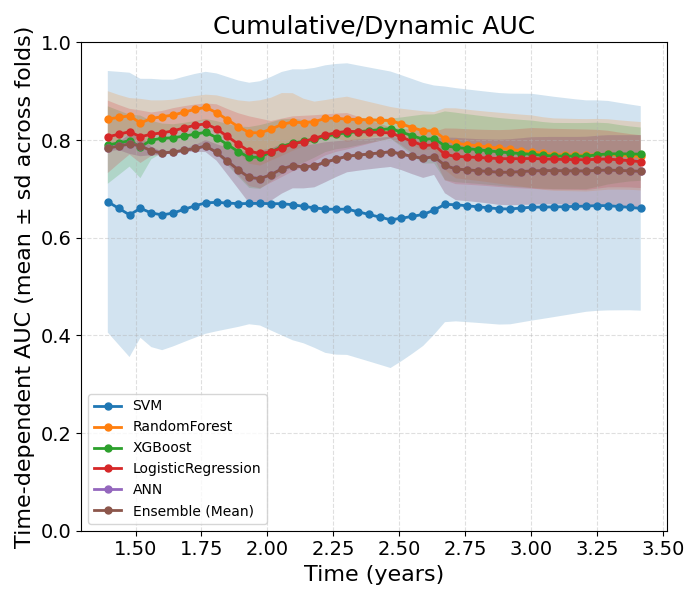 Cumulative/Dynamic AUC
Time-dependent AUC (mean ± sd across folds)
1.0
0.8
0.6
0.4
0.2
0.0
SVM
RandomForest
XGBoost
LogisticRegression
ANN
Ensemble (Mean)
1.50 1.75 2.00 2.25 2.50 2.75 3.00 3.25 3.50
Time (years)